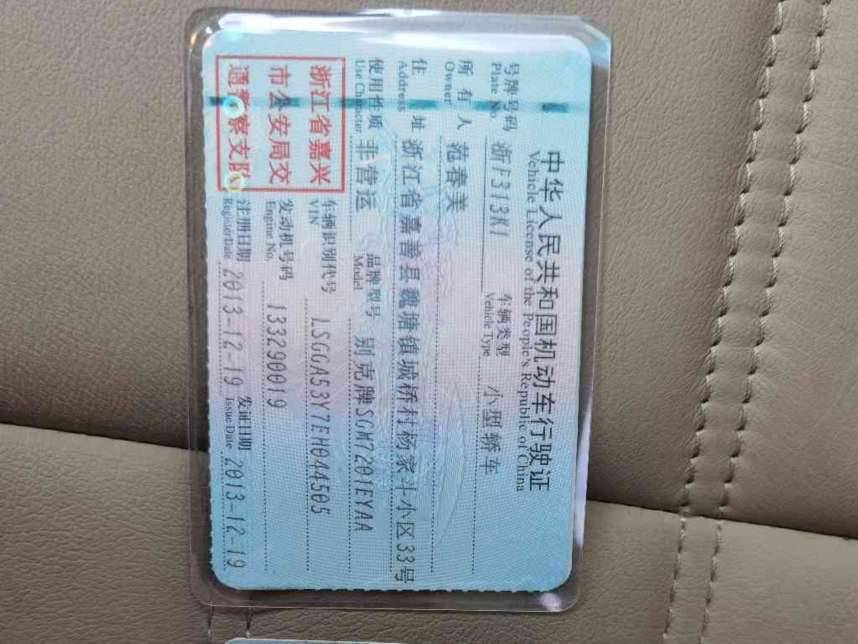 中华人民共和国机动车行驶证
Vehicle License of the People's Republic of China
号牌号码 浙F313K1 车辆类型 小型轿车
Plate No. Vehicle Type
所有人 范春美
Owner
住址 浙江省嘉善县魏塘镇城桥村杨家斗小区33号
Address
使用性质 非营运 品牌型号 别克牌SGM7201EYAA
Use Character Model
浙江省嘉兴
市公安局交
通警察支队
车辆识别代号 LSGGA53Y7EH044505
VIN
发动机号码 133290019
Engine No.
注册日期 2013-12-19 发证日期 2013-12-19
Register Date Issue Date